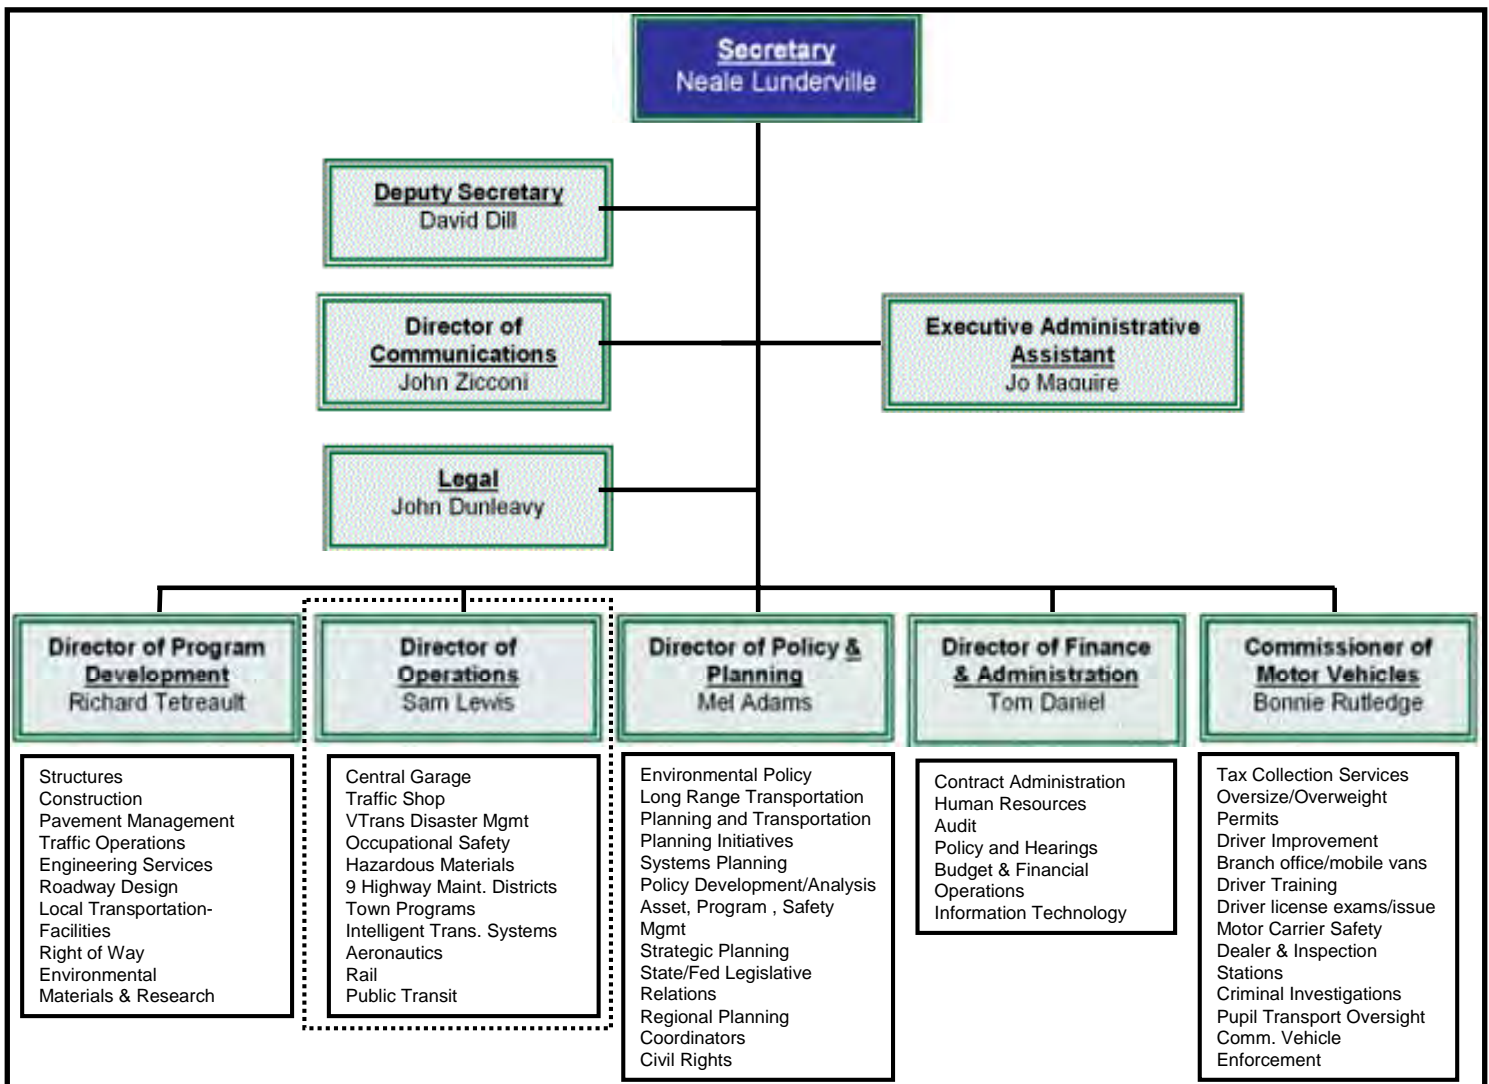 Secretary
Neale Lunderville
Deputy Secretary
David Dill
Director of
Communications
John Zicconi
Executive Administrative
Assistant
Jo Maguire
Legal
John Dunleavy
Director of Program
Development
Richard Tetreault
Director of
Operations
Sam Lewis
Director of Policy &
Planning
Mel Adams
Director of Finance
& Administration
Tom Daniel
Commissioner of
Motor Vehicles
Bonnie Rutledge
Structures
Construction
Pavement Management
Traffic Operations
Engineering Services
Roadway Design
Local Transportation-
Facilities
Right of Way
Environmental
Materials & Research
Central Garage
Traffic Shop
VTrans Disaster Mgmt
Occupational Safety
Hazardous Materials
9 Highway Maint. Districts
Town Programs
Intelligent Trans. Systems
Aeronautics
Rail
Public Transit
Environmental Policy
Long Range Transportation
Planning and Transportation
Planning Initiatives
Systems Planning
Policy Development/Analysis
Asset, Program , Safety
Mgmt
Strategic Planning
State/Fed Legislative
Relations
Regional Planning
Coordinators
Civil Rights
Contract Administration
Human Resources
Audit
Policy and Hearings
Budget & Financial
Operations
Information Technology
Tax Collection Services
Oversize/Overweight
Permits
Driver Improvement
Branch office/mobile vans
Driver Training
Driver license exams/issue
Motor Carrier Safety
Dealer & Inspection
Stations
Criminal Investigations
Pupil Transport Oversight
Comm. Vehicle
Enforcement